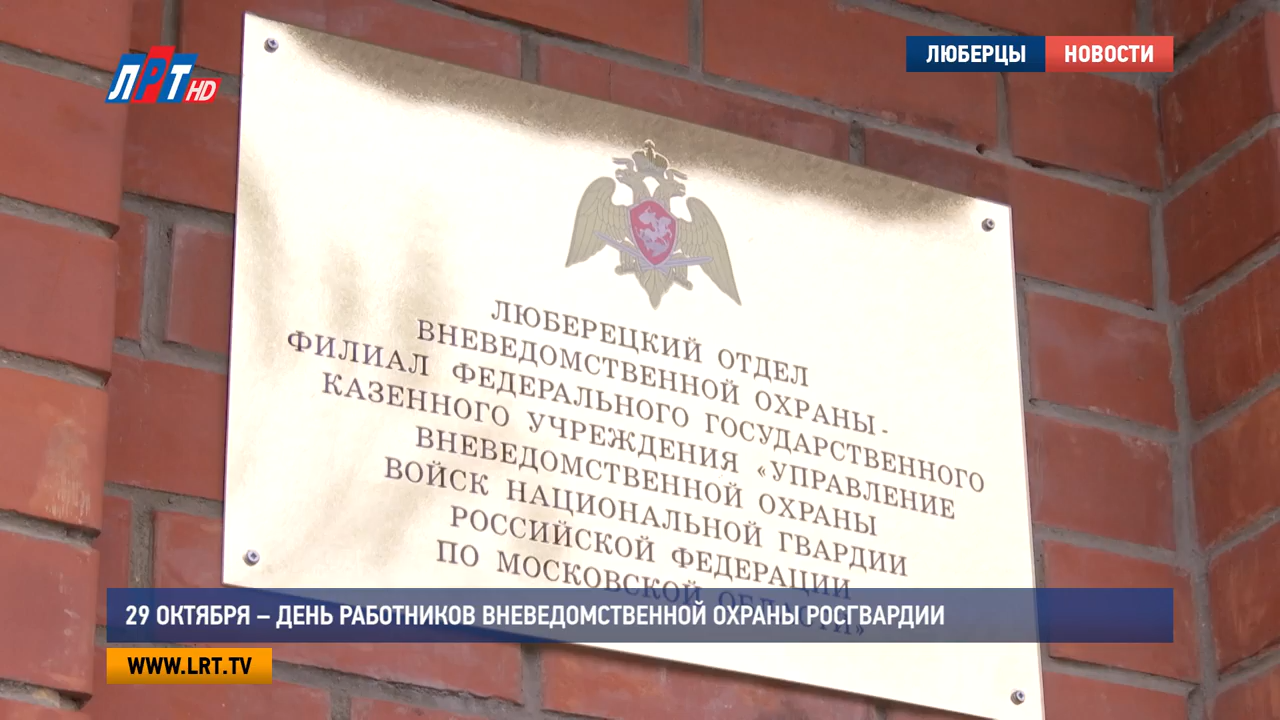 ЛРТ HD
ЛЮБЕРЦЫ НОВОСТИ
ЛЮБЕРЕЦКИЙ ОТДЕЛ
ВНЕВЕДОМСТВЕННОЙ ОХРАНЫ-
ФИЛИАЛ ФЕДЕРАЛЬНОГО ГОСУДАРСТВЕННОГО
КАЗЕННОГО УЧРЕЖДЕНИЯ «УПРАВЛЕНИЕ
ВНЕВЕДОМСТВЕННОЙ ОХРАНЫ
ВОЙСК НАЦИОНАЛЬНОЙ ГВАРДИИ
РОССИЙСКОЙ ФЕДЕРАЦИИ
ПО МОСКОВСКОЙ ОБЛАСТИ»
29 ОКТЯБРЯ – ДЕНЬ РАБОТНИКОВ ВНЕВЕДОМСТВЕННОЙ ОХРАНЫ РОСГВАРДИИ
WWW.LRT.TV